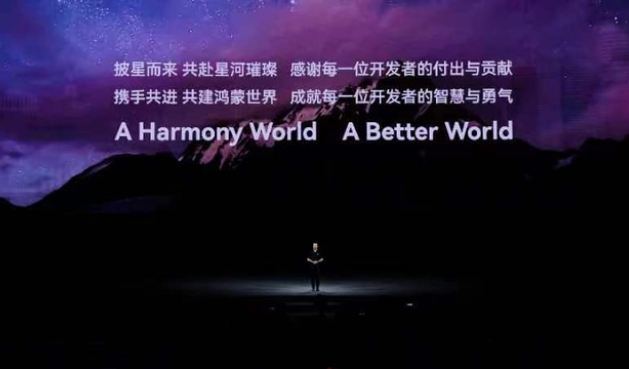 披星而来 共赴星河璀璨 感谢每一位开发者的付出与贡献
携手共进 共建鸿蒙世界 成就每一位开发者的智慧与勇气
A Harmony World A Better World